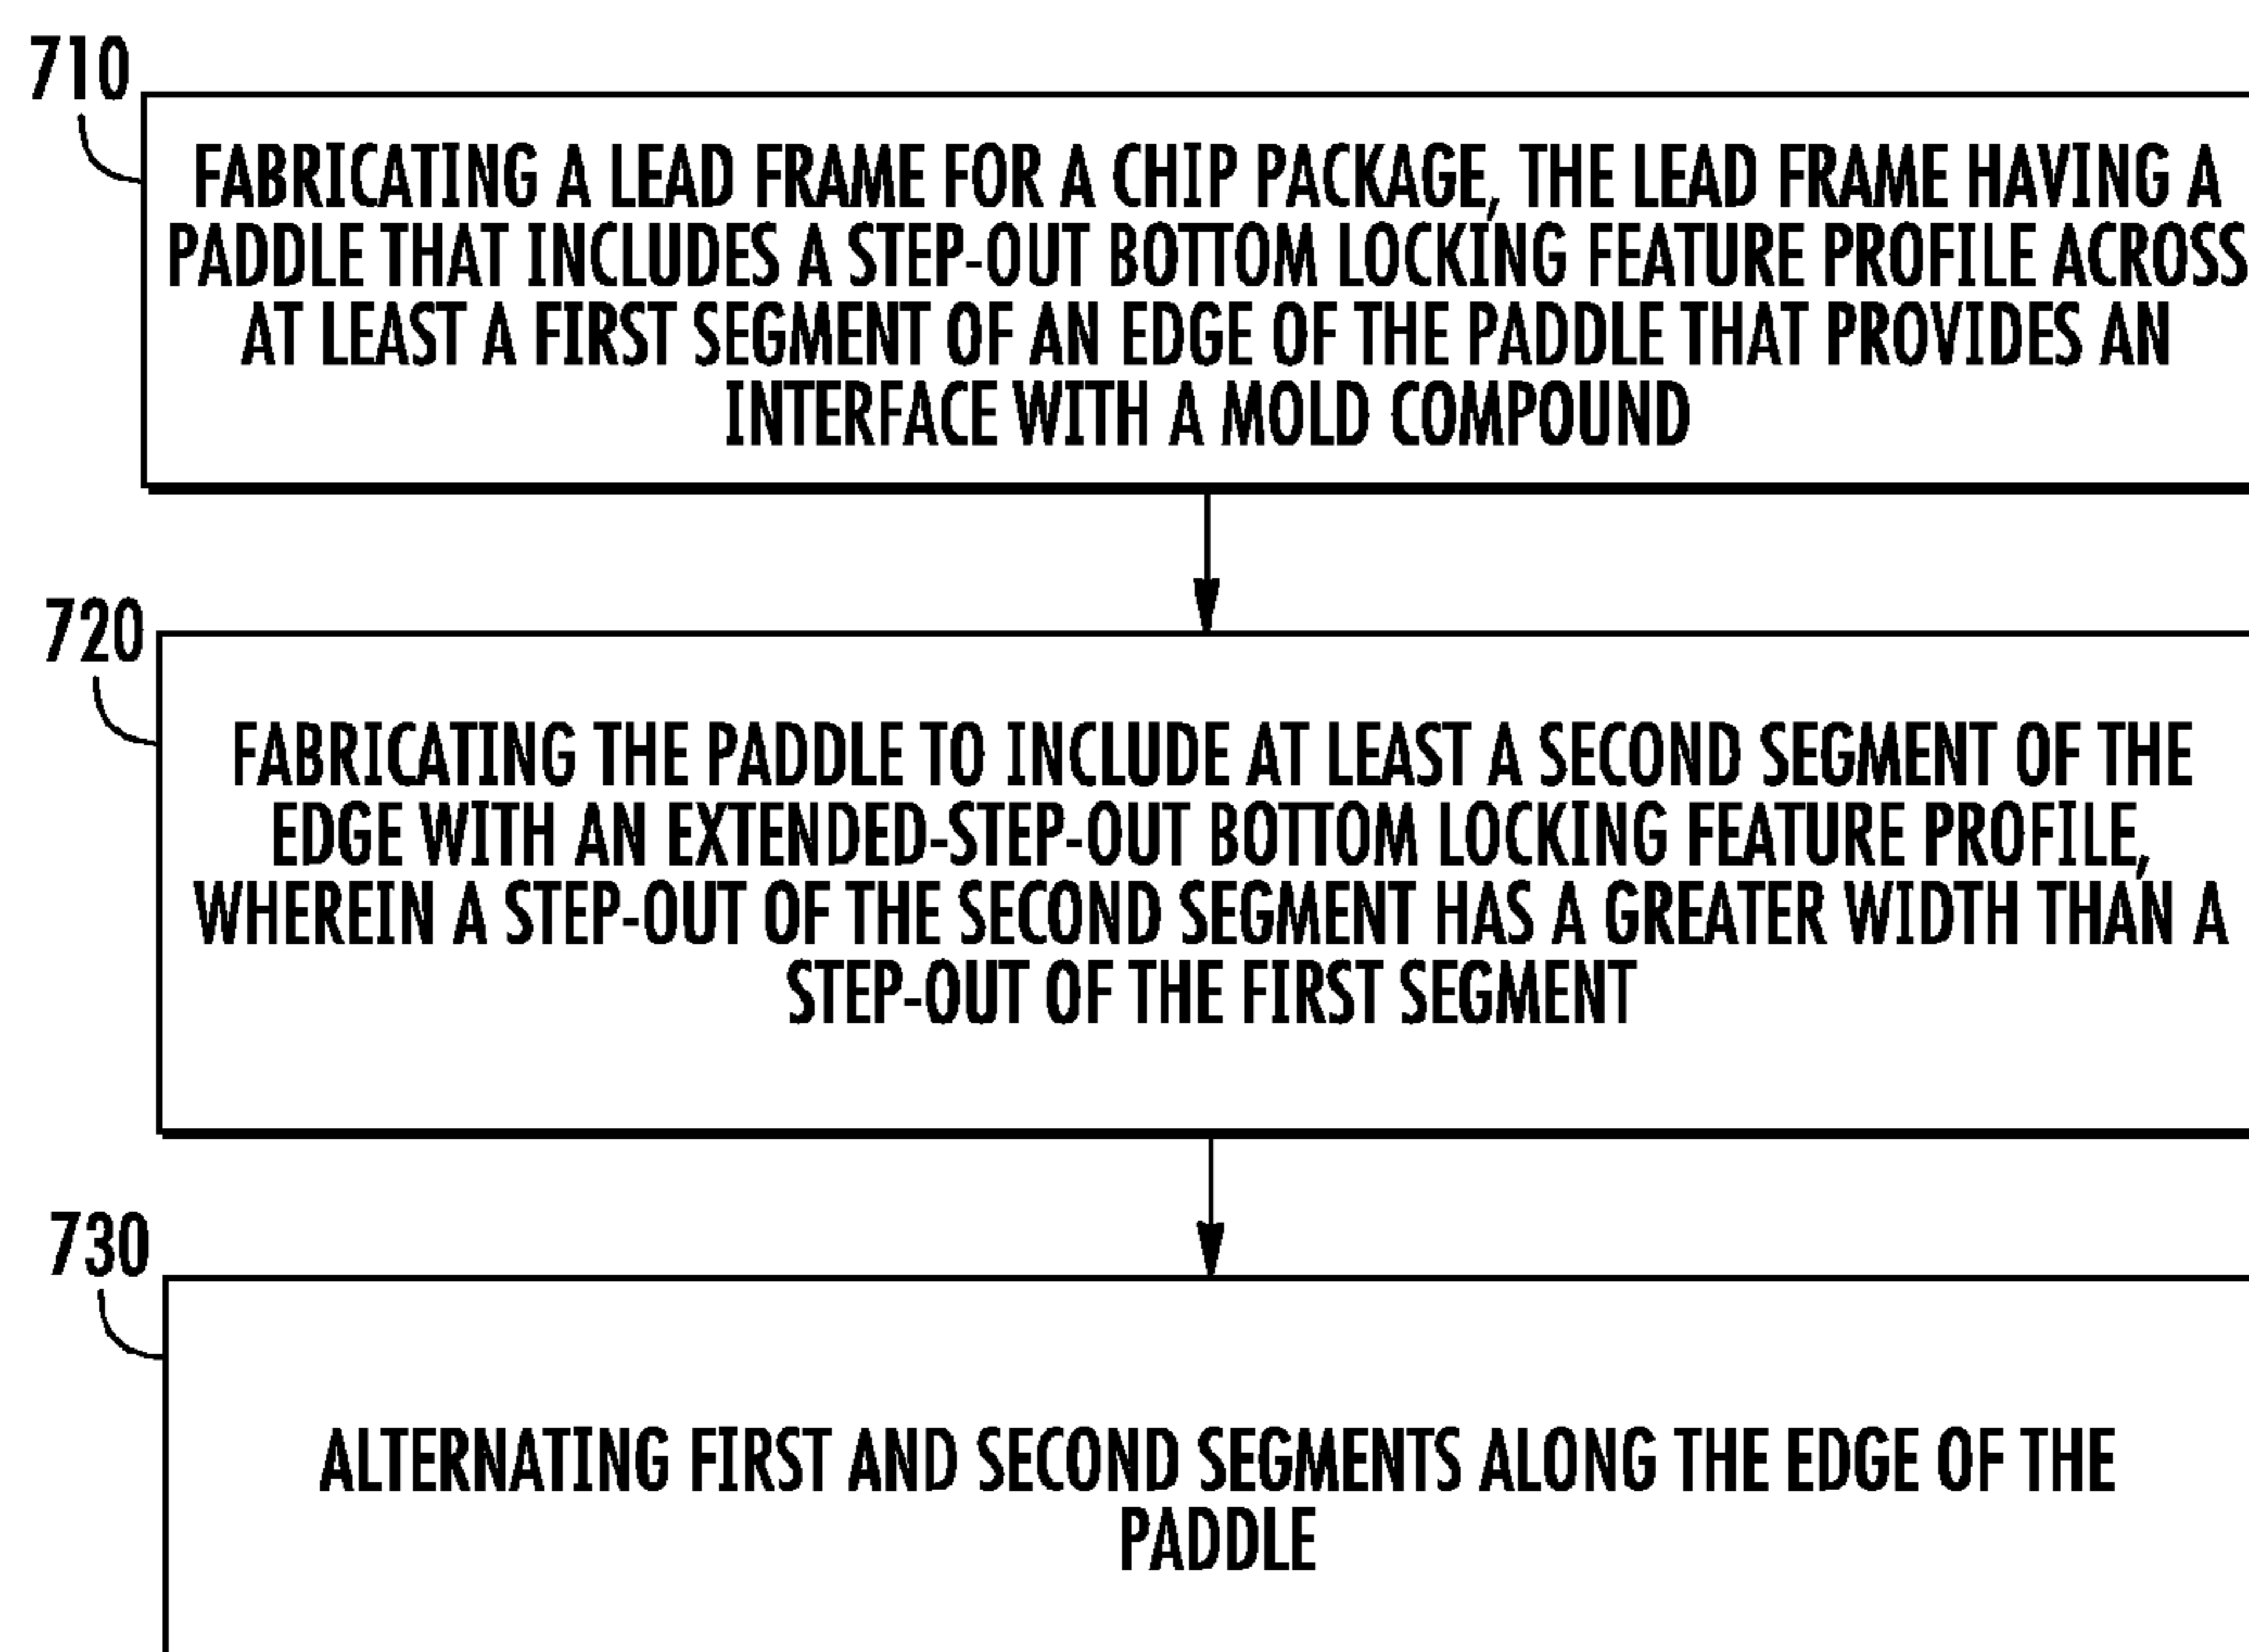 710
FABRICATING A LEAD FRAME FOR A CHIP PACKAGE, THE LEAD FRAME HAVING A
PADDLE THAT INCLUDES A STEP-OUT BOTTOM LOCKING FEATURE PROFILE ACROSS
AT LEAST A FIRST SEGMENT OF AN EDGE OF THE PADDLE THAT PROVIDES AN
INTERFACE WITH A MOLD COMPOUND
720
FABRICATING THE PADDLE TO INCLUDE AT LEAST A SECOND SEGMENT OF THE
EDGE WITH AN EXTENDED-STEP-OUT BOTTOM LOCKING FEATURE PROFILE,
WHEREIN A STEP-OUT OF THE SECOND SEGMENT HAS A GREATER WIDTH THAN A
STEP-OUT OF THE FIRST SEGMENT
730
ALTERNATING FIRST AND SECOND SEGMENTS ALONG THE EDGE OF THE
PADDLE